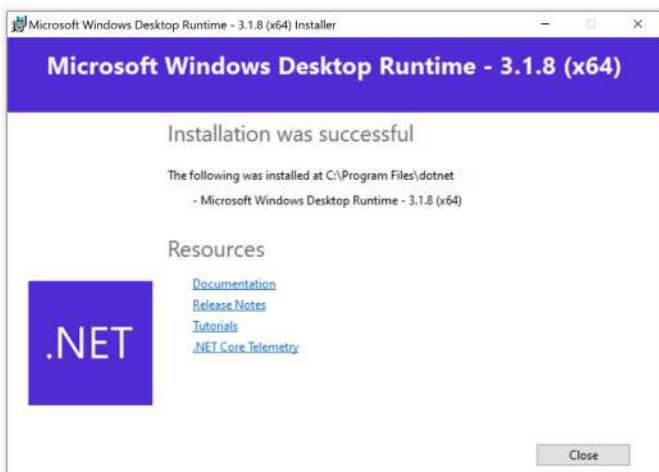 Microsoft Windows Desktop Runtime - 3.1.8 (x64) Installer
Microsoft Windows Desktop Runtime - 3.1.8 (x64)
Installation was successful
The following was installed at C:\Program Files\dotnet
- Microsoft Windows Desktop Runtime - 3.1.8 (x64)
Resources
Documentation
Release Notes
Tutorials
.NET Core Telemetry
.NET
Close